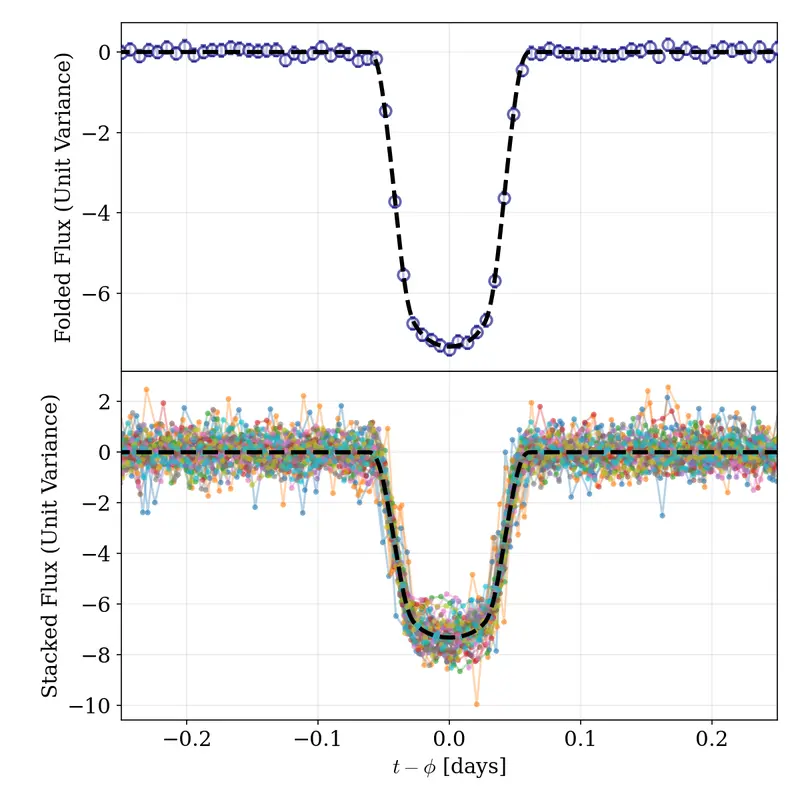 Folded Flux (Unit Variance)
0
−2
−4
−6
Stacked Flux (Unit Variance)
2
0
−2
−4
−6
−8
−10
−0.2 −0.1 0.0 0.1 0.2
t − ϕ [days]